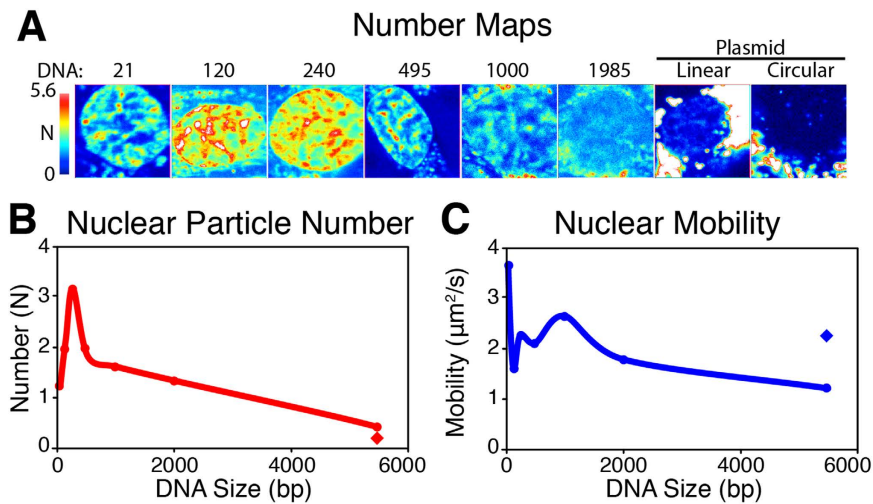 A Number Maps
Plasmid
DNA: 21 120 240 495 1000 1985 Linear Circular
5.6
N
0
B Nuclear Particle Number
4
3
2
1
0
Number (N)
0 2000 4000 6000
DNA Size (bp)
C Nuclear Mobility
4
3
2
1
0
Mobility (µm²/s)
0 2000 4000 6000
DNA Size (bp)